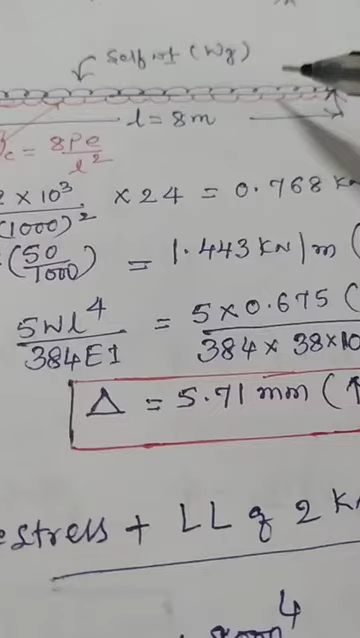 Self wt (Wg)
l = 8m
c = 8Pe/l²
2 × 10³/(1000)² × 24 = 0.768 KN
(50/1000) = 1.443 KN/m (
5Wl⁴/384EI = 5 × 0.675 (/384 × 38 × 10
Δ = 5.71 mm (↑
estress + LL of 2 KN
4